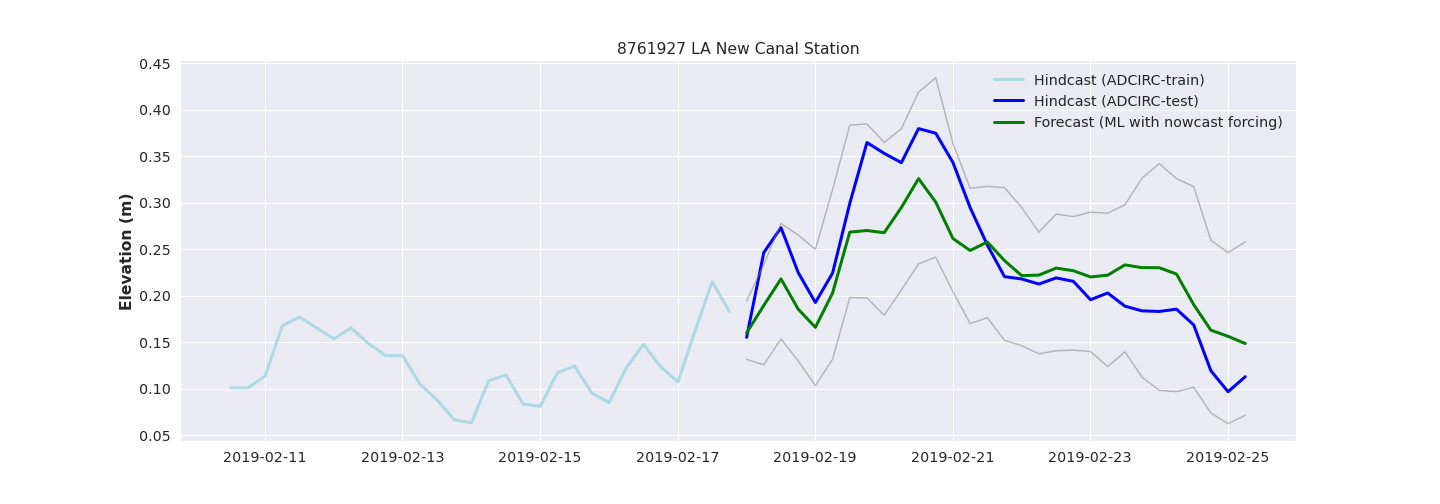 8761927 LA New Canal Station
Elevation (m)
0.45
0.40
0.35
0.30
0.25
0.20
0.15
0.10
0.05
Hindcast (ADCIRC-train)
Hindcast (ADCIRC-test)
Forecast (ML with nowcast forcing)
2019-02-11 2019-02-13 2019-02-15 2019-02-17 2019-02-19 2019-02-21 2019-02-23 2019-02-25